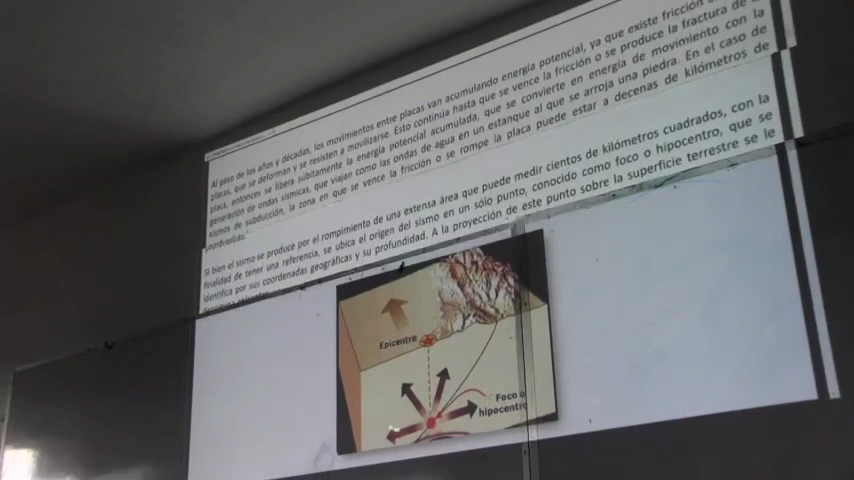 Al paso de los años y décadas, los movimientos entre placas van acumulando energía potencial, ya que existe fricción
placas, que se deforman y se resisten a movilizarse. Esto continúa hasta que se vence la fricción o se produce la fractura de
placa, entonces se libera súbitamente la energía potencial acumulada, que se convierte en energía de movimiento con la
generación de ondas sísmicas, que viajan como las ondas de agua en un estanque al que se arroja una piedra. En el caso de
sismos de subducción, la zona en que se vence la fricción o se rompe la placa puede estar a decenas de kilómetros de
profundidad.
Si bien el sismo se produce por el rompimiento de una extensa área que puede medir cientos de kilómetros cuadrados, con la
finalidad de tener una referencia, se ubica el origen del sismo en un sólo punto, conocido como foco o hipocentro, que se
identifica por sus coordenadas geográficas y su profundidad. A la proyección de este punto sobre la superficie terrestre se le
Epicentro
Foco o
hipocentro